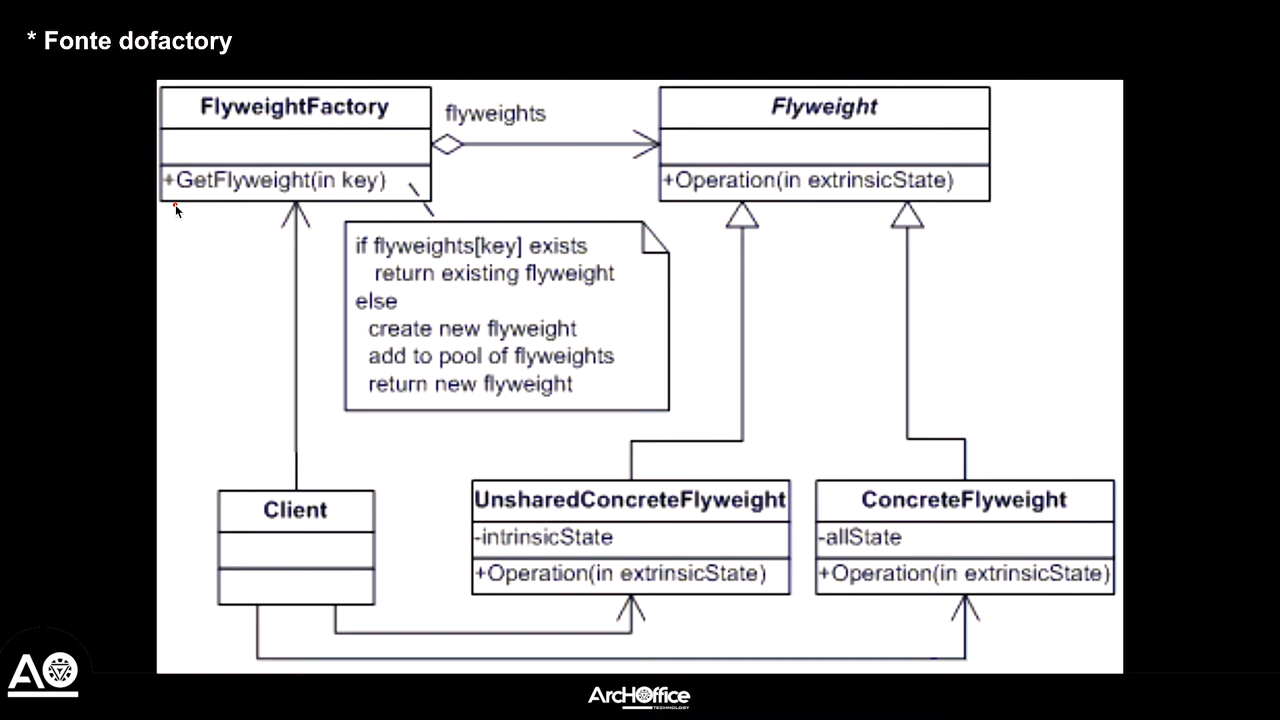 * Fonte dofactory
FlyweightFactory
+GetFlyweight(in key)
flyweights
Flyweight
+Operation(in extrinsicState)
if flyweights[key] exists
return existing flyweight
else
create new flyweight
add to pool of flyweights
return new flyweight
Client
UnsharedConcreteFlyweight
-intrinsicState
+Operation(in extrinsicState)
ConcreteFlyweight
-allState
+Operation(in extrinsicState)
AO
ArcHOffice
TECHNOLOGY